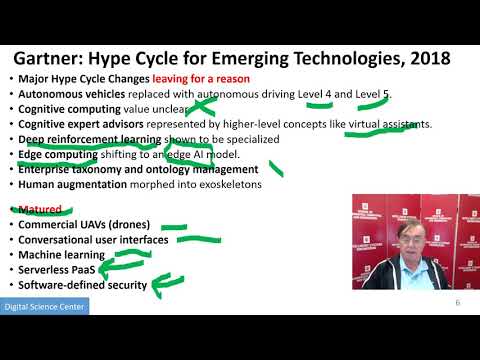 Gartner: Hype Cycle for Emerging Technologies, 2018
• Major Hype Cycle Changes leaving for a reason
• Autonomous vehicles replaced with autonomous driving Level 4 and Level 5.
• Cognitive computing value unclear
• Cognitive expert advisors represented by higher-level concepts like virtual assistants.
• Deep reinforcement learning shown to be specialized
• Edge computing shifting to an edge AI model.
• Enterprise taxonomy and ontology management
• Human augmentation morphed into exoskeletons
• Matured
• Commercial UAVs (drones)
• Conversational user interfaces
• Machine learning
• Serverless PaaS
• Software-defined security
Digital Science Center
6